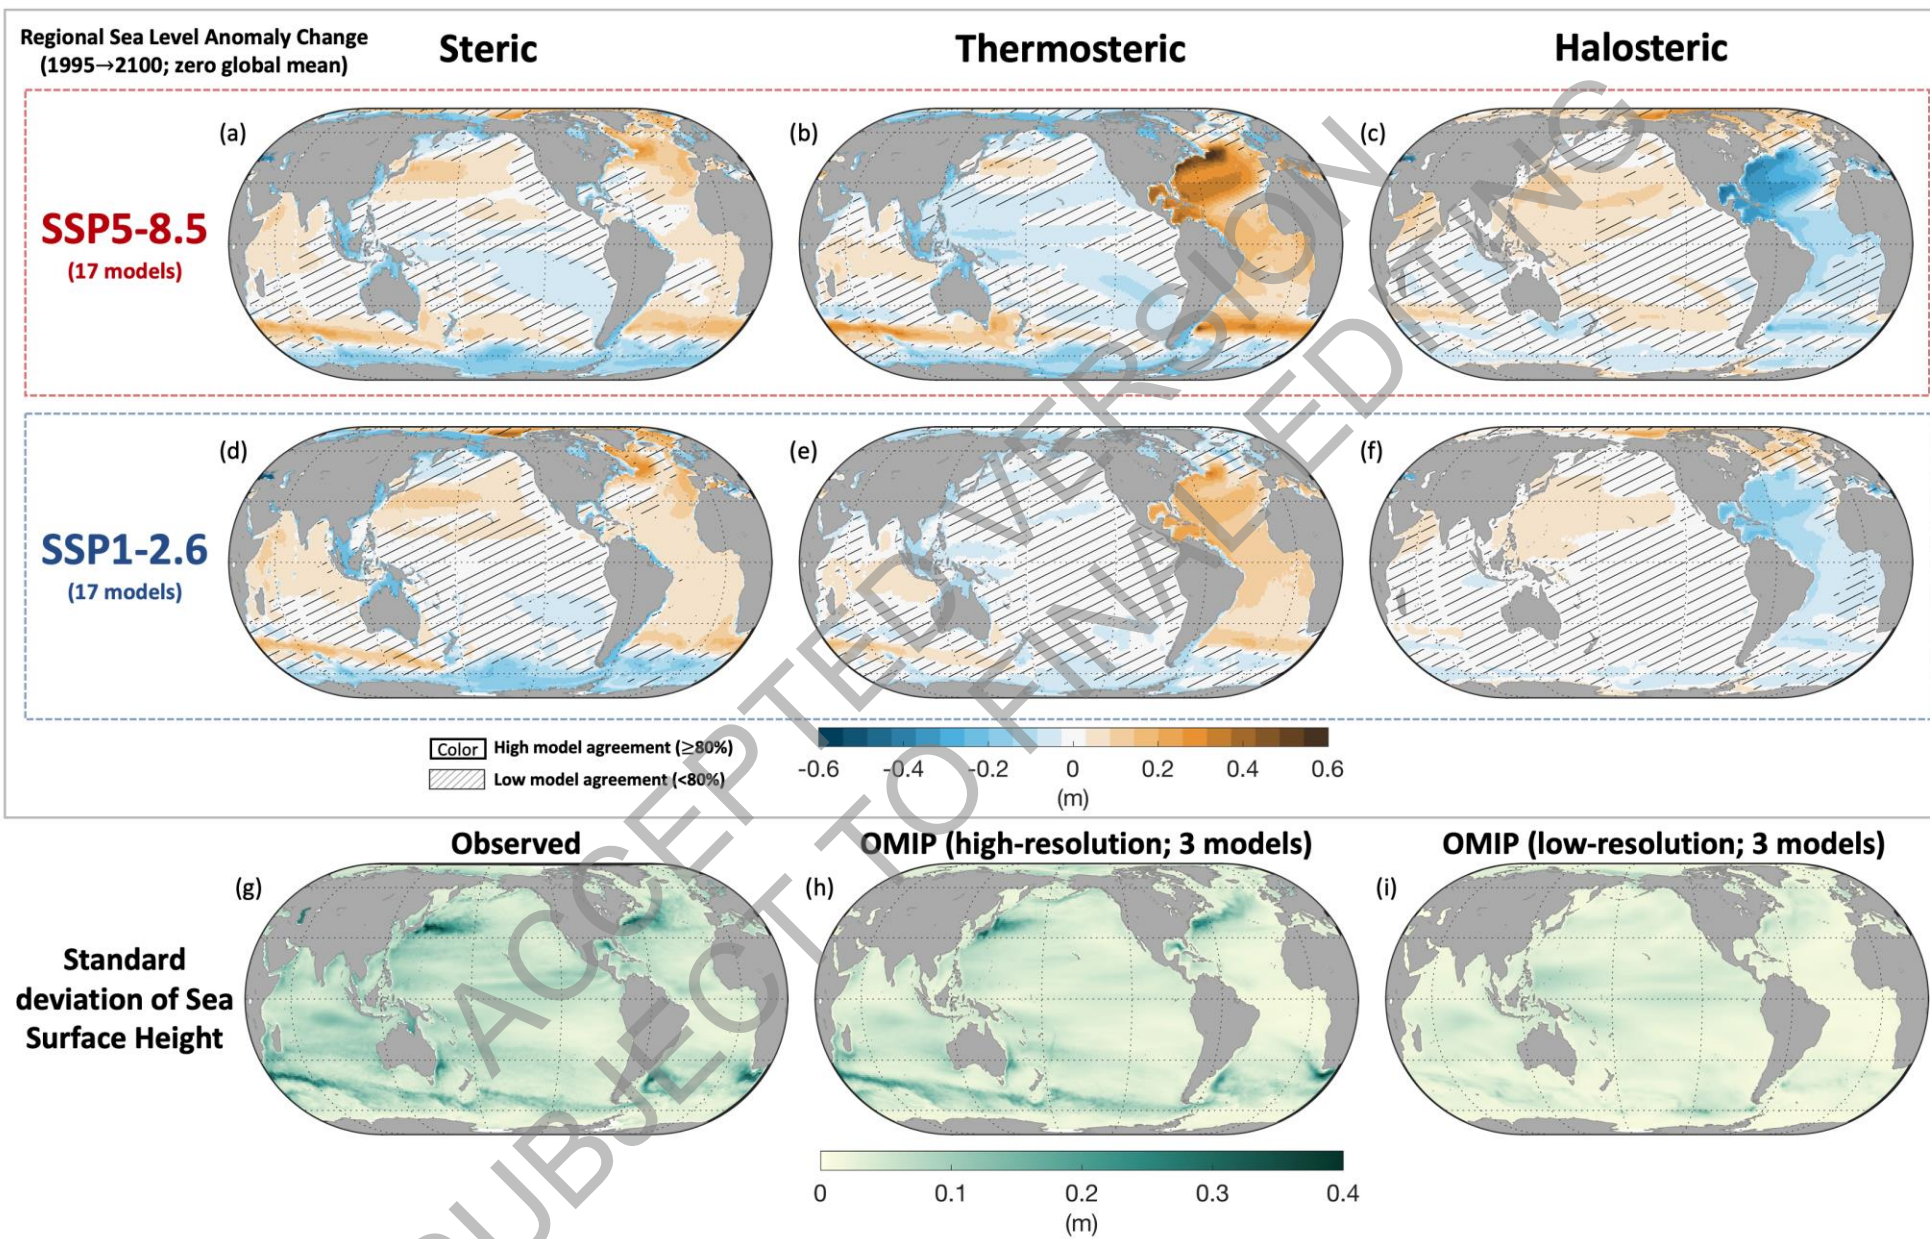 Regional Sea Level Anomaly Change
(1995→2100; zero global mean)
Steric
Thermosteric
Halosteric
SSP5-8.5
(17 models)
(a)
(b)
(c)
SSP1-2.6
(17 models)
(d)
(e)
(f)
Color High model agreement (≥80%)
Low model agreement (<80%)
-0.6 -0.4 -0.2 0 0.2 0.4 0.6
(m)
Observed
OMIP (high-resolution; 3 models)
OMIP (low-resolution; 3 models)
(g)
(h)
(i)
Standard
deviation of Sea
Surface Height
0 0.1 0.2 0.3 0.4
(m)
ACCEPTED VERSION
SUBJECT TO FINAL EDITING